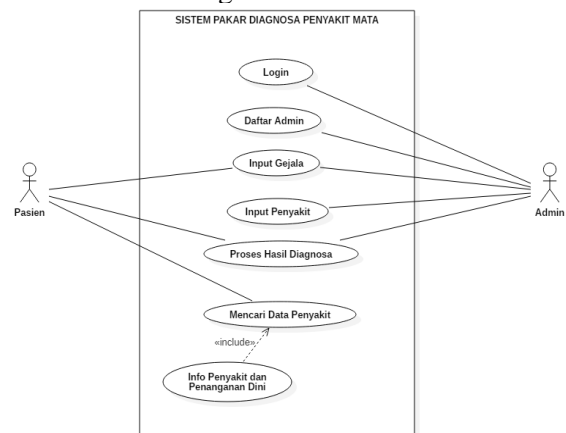 SISTEM PAKAR DIAGNOSA PENYAKIT MATA
Login
Daftar Admin
Input Gejala
Input Penyakit
Pasien
Admin
Proses Hasil Diagnosa
Mencari Data Penyakit
«include»
Info Penyakit dan
Penanganan Dini